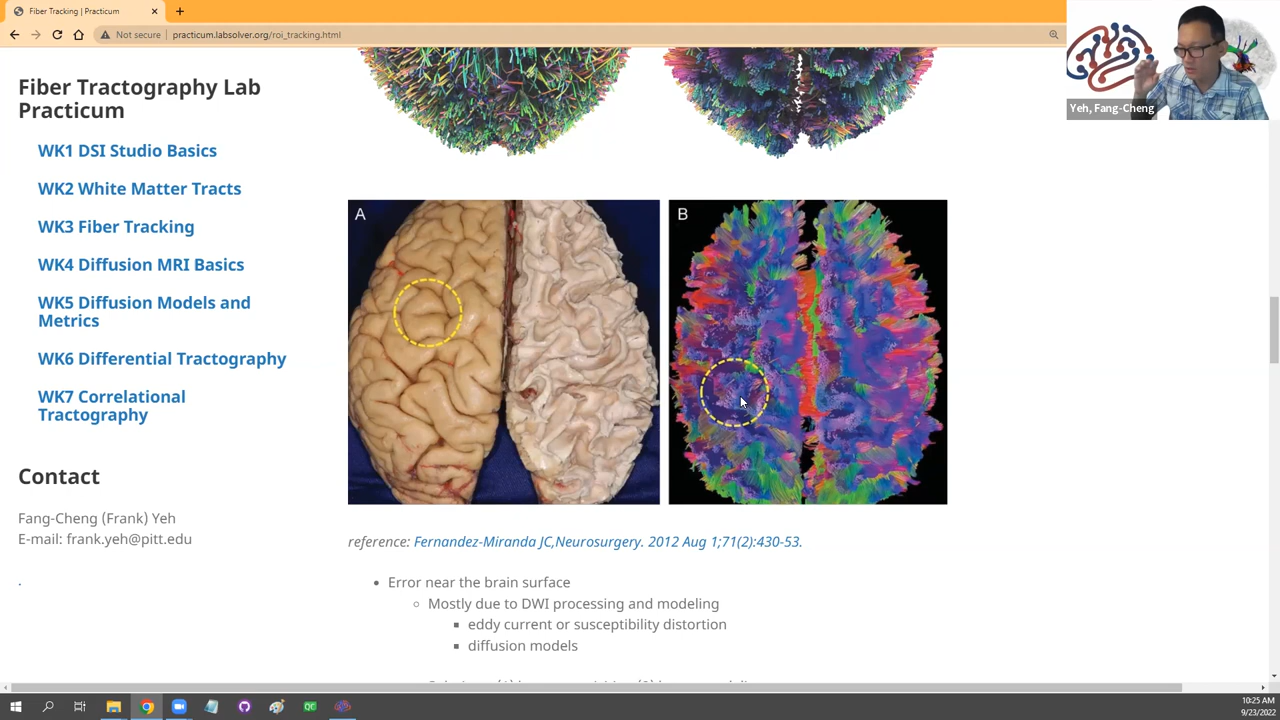 Fiber Tracking | Practicum
Not secure practicum.labsolver.org/roi_tracking.html
Yeh, Fang-Cheng
Fiber Tractography Lab
Practicum
WK1 DSI Studio Basics
WK2 White Matter Tracts
WK3 Fiber Tracking
WK4 Diffusion MRI Basics
WK5 Diffusion Models and
Metrics
WK6 Differential Tractography
WK7 Correlational
Tractography
Contact
Fang-Cheng (Frank) Yeh
E-mail: frank.yeh@pitt.edu
.
A
B
reference: Fernandez-Miranda JC,Neurosurgery. 2012 Aug 1;71(2):430-53.
Error near the brain surface
Mostly due to DWI processing and modeling
eddy current or susceptibility distortion
diffusion models
10:25 AM
9/23/2022